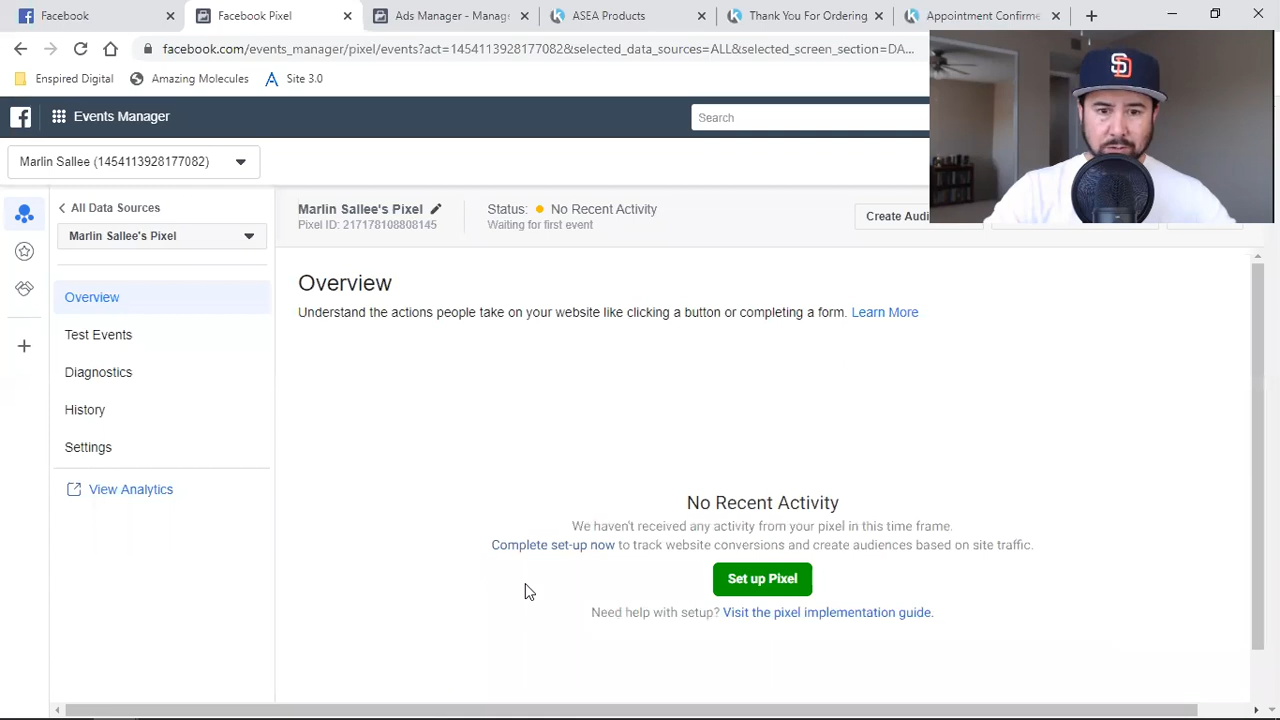 Facebook
Facebook Pixel
Ads Manager - Manag
ASEA Products
Thank You For Ordering
Appointment Confirme
facebook.com/events_manager/pixel/events?act=1454113928177082&selected_data_sources=ALL&selected_screen_section=DA...
Enspired Digital
Amazing Molecules
Site 3.0
Events Manager
Search
Marlin Sallee (1454113928177082)
All Data Sources
Marlin Sallee's Pixel
Marlin Sallee's Pixel
Pixel ID: 217178108808145
Status: No Recent Activity
Waiting for first event
Create Audi
Overview
Test Events
Diagnostics
History
Settings
View Analytics
Overview
Understand the actions people take on your website like clicking a button or completing a form. Learn More
No Recent Activity
We haven't received any activity from your pixel in this time frame.
Complete set-up now to track website conversions and create audiences based on site traffic.
Set up Pixel
Need help with setup? Visit the pixel implementation guide.
SD